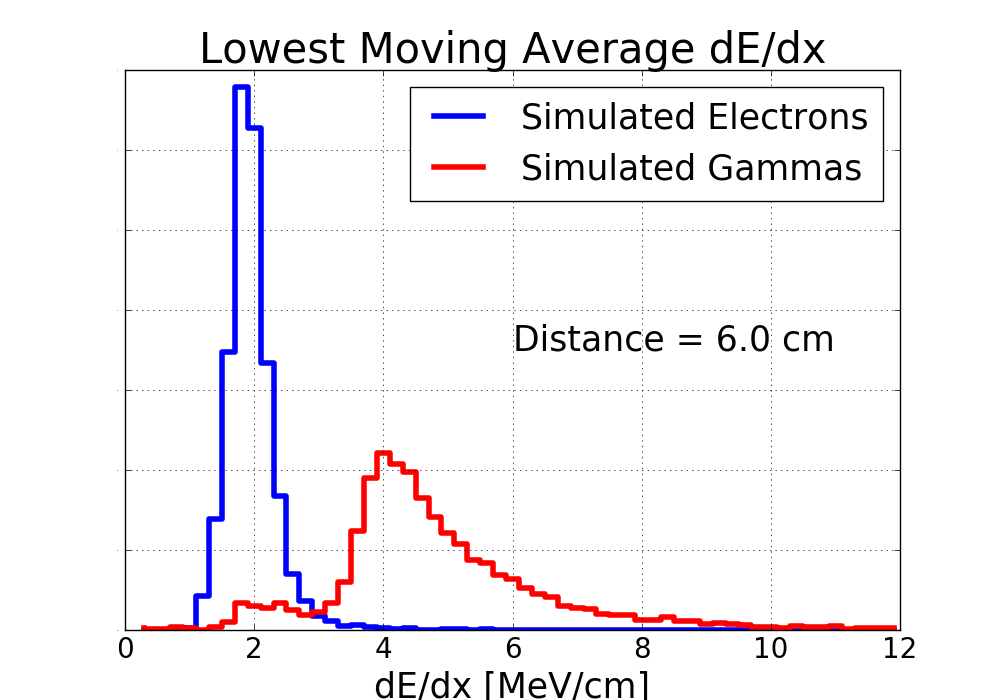 Lowest Moving Average dE/dx
Simulated Electrons
Simulated Gammas
Distance = 6.0 cm
0 2 4 6 8 10 12
dE/dx [MeV/cm]